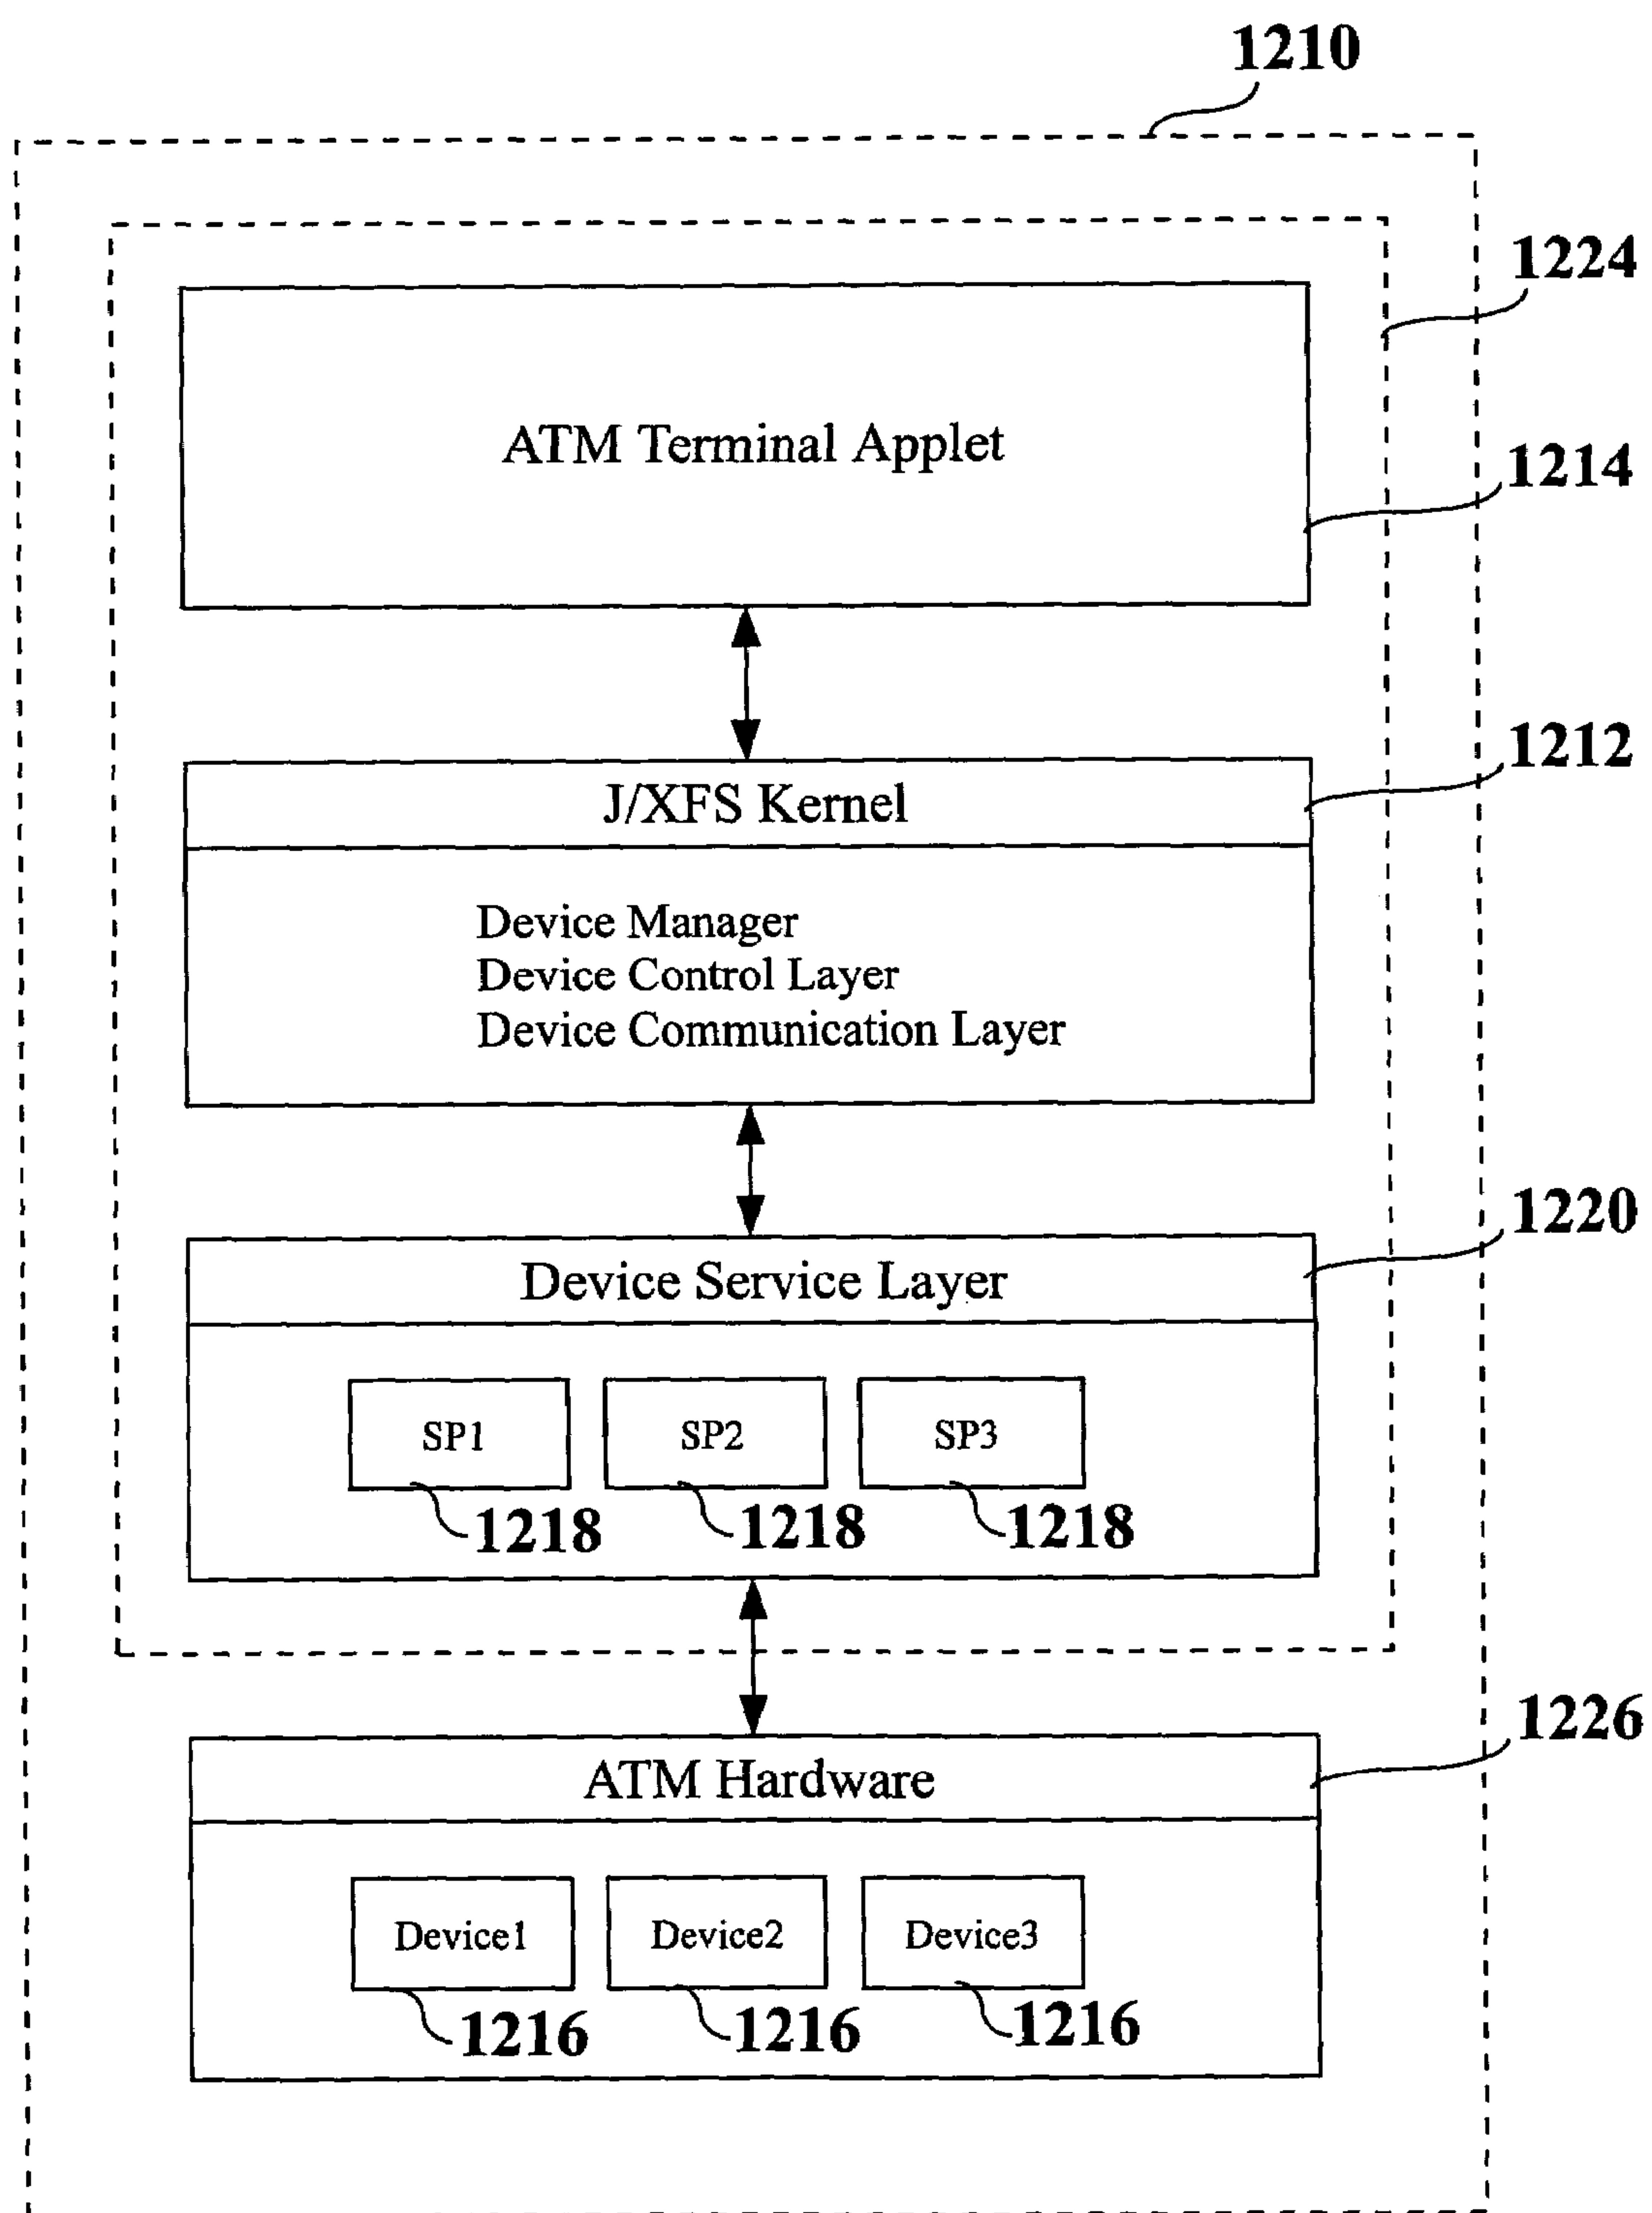 1210
1224
ATM Terminal Applet
1214
1212
J/XFS Kernel
Device Manager
Device Control Layer
Device Communication Layer
1220
Device Service Layer
SP1 SP2 SP3
1218 1218 1218
1226
ATM Hardware
Device1 Device2 Device3
1216 1216 1216